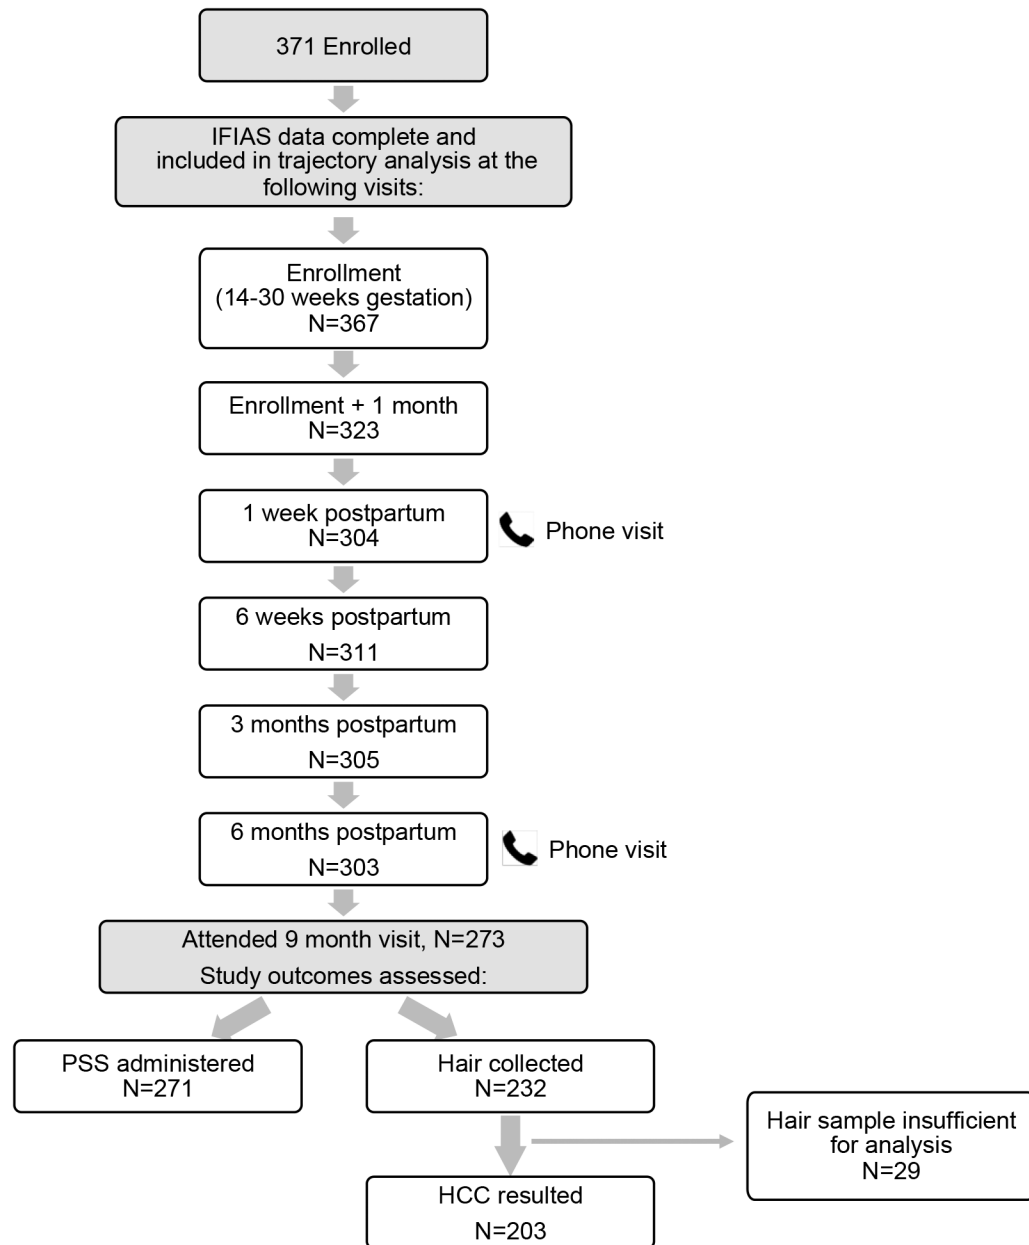 371 Enrolled
IFIAS data complete and
included in trajectory analysis at the
following visits:
Enrollment
(14-30 weeks gestation)
N=367
Enrollment + 1 month
N=323
1 week postpartum
N=304
Phone visit
6 weeks postpartum
N=311
3 months postpartum
N=305
6 months postpartum
N=303
Phone visit
Attended 9 month visit, N=273
Study outcomes assessed:
PSS administered
N=271
Hair collected
N=232
Hair sample insufficient
for analysis
N=29
HCC resulted
N=203